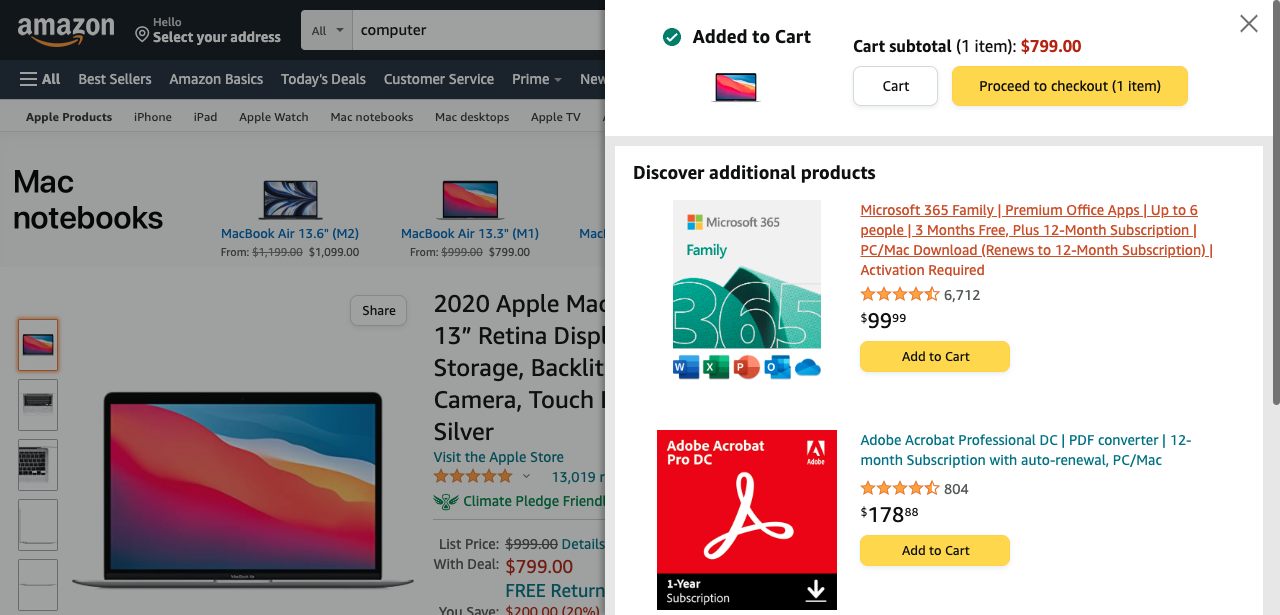 amazon
Hello
Select your address
All
computer
All
Best Sellers
Amazon Basics
Today's Deals
Customer Service
Prime
New
Apple Products
iPhone
iPad
Apple Watch
Mac notebooks
Mac desktops
Apple TV
Mac
notebooks
MacBook Air 13.6" (M2)
From: $1,199.00 $1,099.00
MacBook Air 13.3" (M1)
From: $999.00 $799.00
Share
2020 Apple Mac
13” Retina Displ
Storage, Backlit
Camera, Touch
Silver
Visit the Apple Store
13,019 r
Climate Pledge Friendl
List Price: $999.00 Details
With Deal: $799.00
FREE Return
You Save: $200.00 (20%)
Added to Cart
Cart subtotal (1 item): $799.00
Cart
Proceed to checkout (1 item)
Discover additional products
Microsoft 365
Family
365
W X P O
Microsoft 365 Family | Premium Office Apps | Up to 6
people | 3 Months Free, Plus 12-Month Subscription |
PC/Mac Download (Renews to 12-Month Subscription) |
Activation Required
6,712
$9999
Add to Cart
Adobe Acrobat
Pro DC
Adobe
1-Year
Subscription
Adobe Acrobat Professional DC | PDF converter | 12-
month Subscription with auto-renewal, PC/Mac
804
$17888
Add to Cart